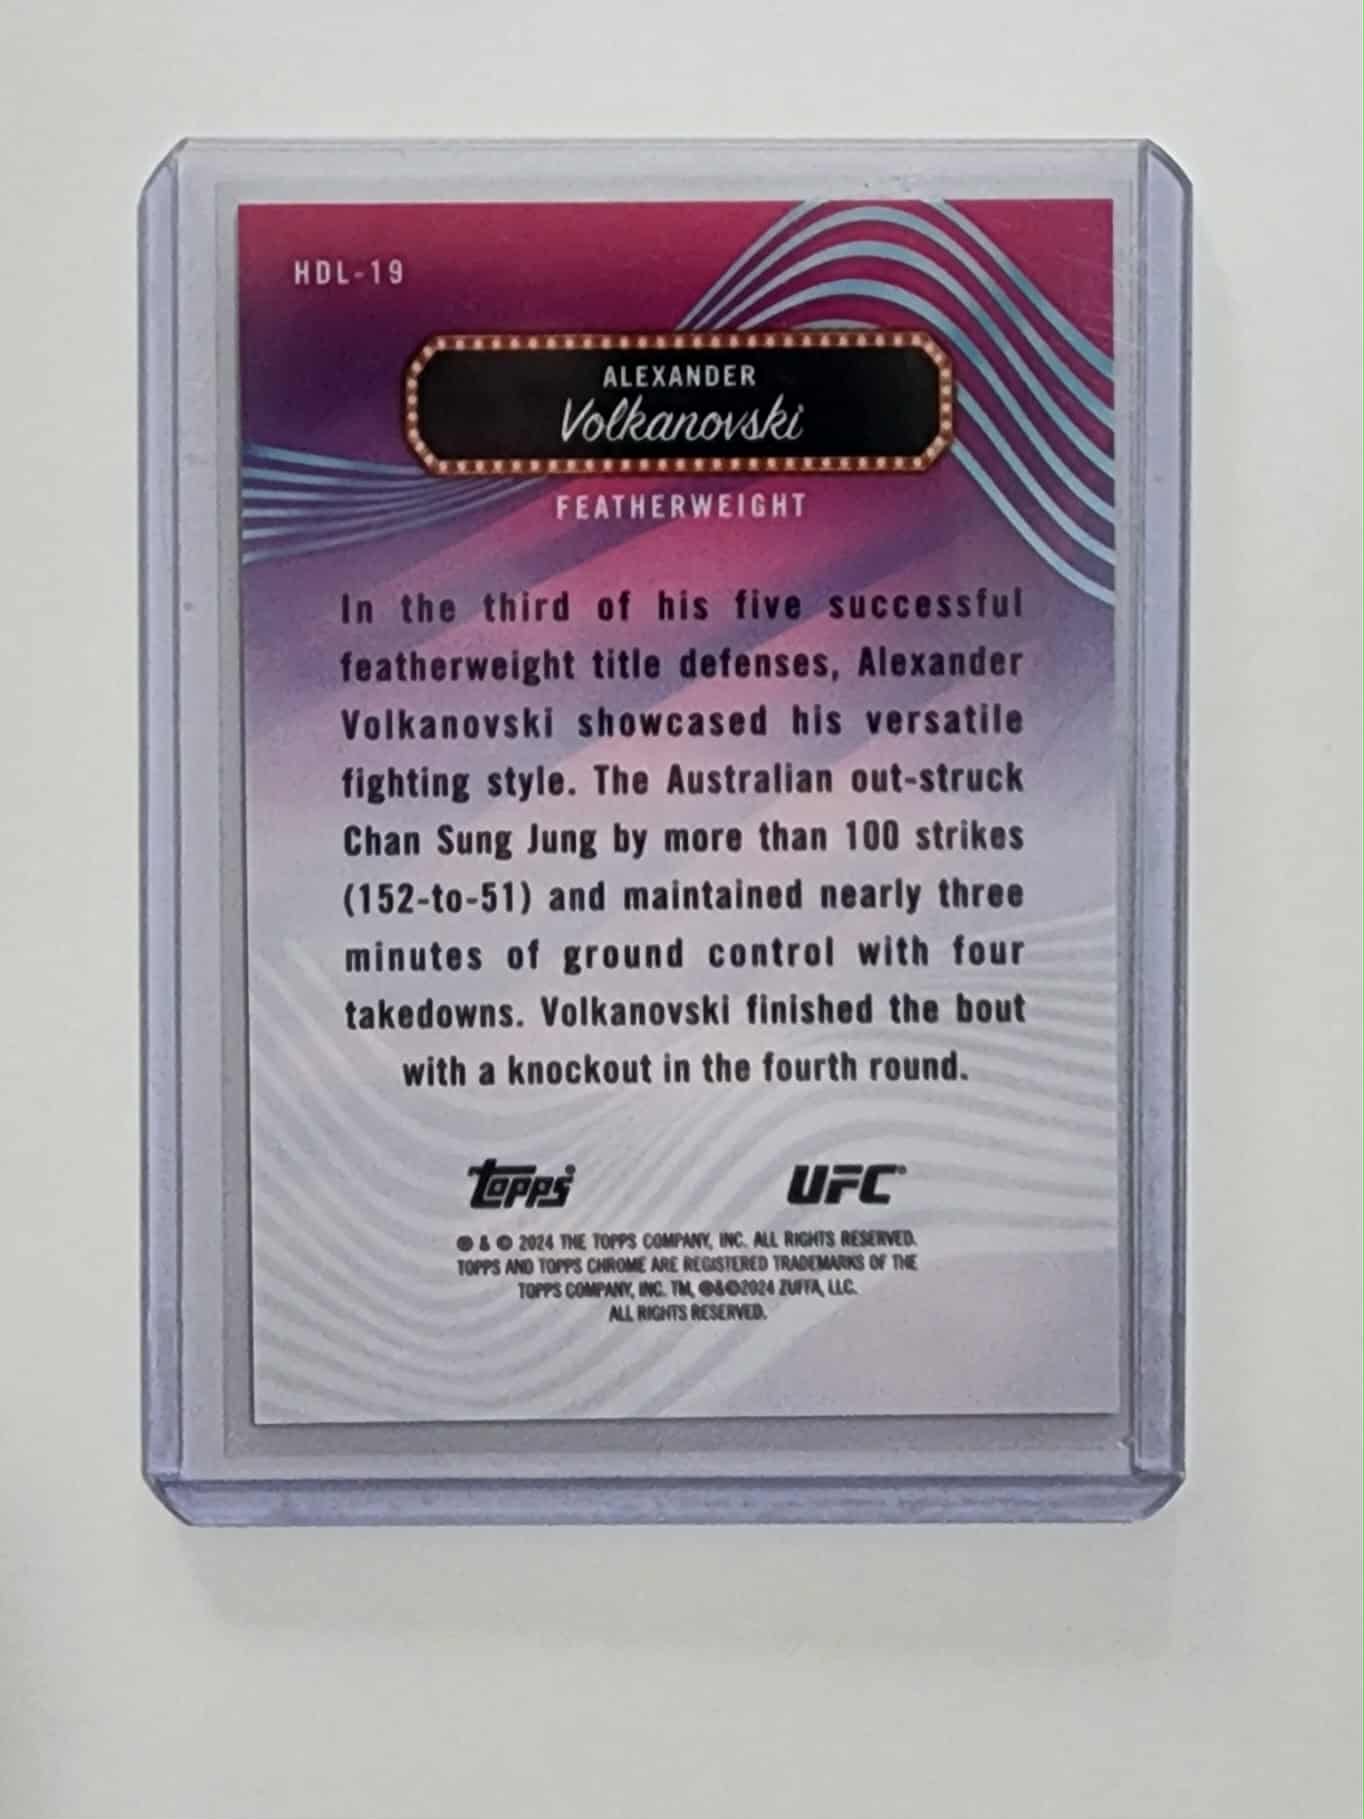 HDL-19
ALEXANDER
Volkanovski
FEATHERWEIGHT
In the third of his five successful
featherweight title defenses, Alexander
Volkanovski showcased his versatile
fighting style. The Australian out-struck
Chan Sung Jung by more than 100 strikes
(152-to-51) and maintained nearly three
minutes of ground control with four
takedowns. Volkanovski finished the bout
with a knockout in the fourth round.
Topps® UFC®
® & © 2024 THE TOPPS COMPANY, INC. ALL RIGHTS RESERVED.
TOPPS AND TOPPS CHROME ARE REGISTERED TRADEMARKS OF THE
TOPPS COMPANY, INC. TM, ®&©2024 ZUFFA, LLC.
ALL RIGHTS RESERVED.